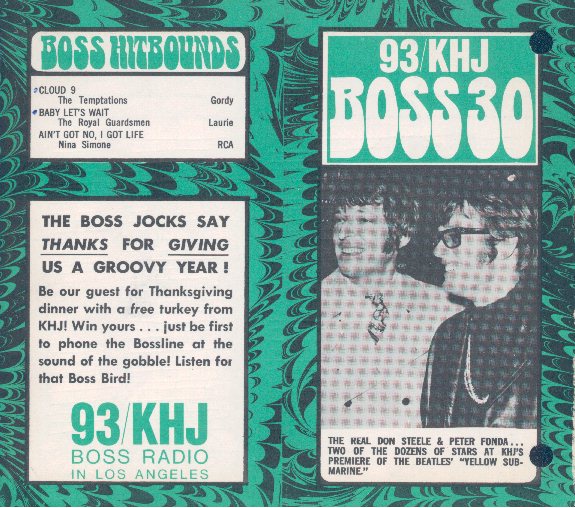 BOSS HITBOUNDS
CLOUD 9
The Temptations Gordy
BABY LET'S WAIT
The Royal Guardsmen Laurie
AIN'T GOT NO, I GOT LIFE
Nina Simone RCA
THE BOSS JOCKS SAY
THANKS FOR GIVING
US A GROOVY YEAR!
Be our guest for Thanksgiving
dinner with a free turkey from
KHJ! Win yours . . . just be first
to phone the Bossline at the
sound of the gobble! Listen for
that Boss Bird!
93/KHJ
BOSS RADIO
IN LOS ANGELES
93/KHJ
BOSS 30
THE REAL DON STEELE & PETER FONDA...
TWO OF THE DOZENS OF STARS AT KHJ'S
PREMIERE OF THE BEATLES' "YELLOW SUB-
MARINE."